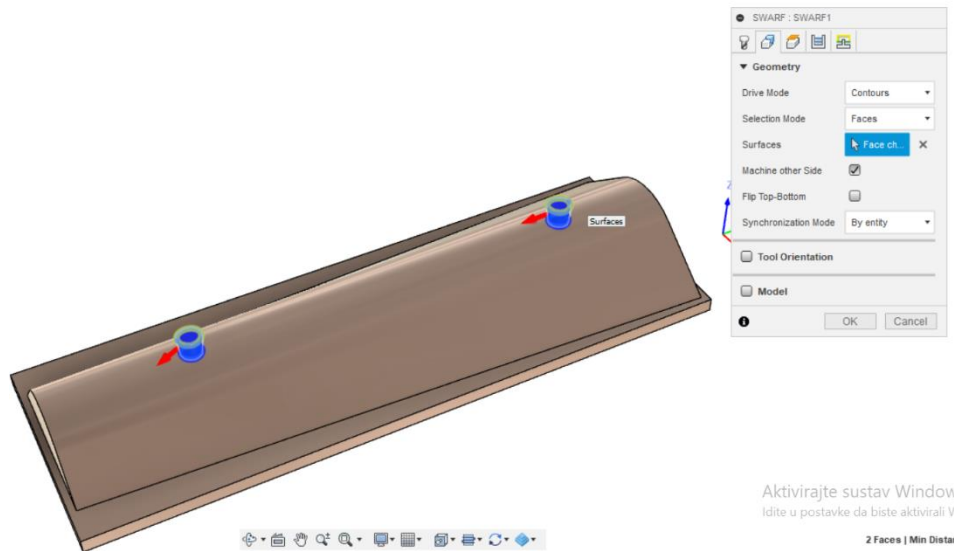 SWARF : SWARF1
Geometry
Drive Mode Contours
Selection Mode Faces
Surfaces Face ch...
Machine other Side
Flip Top-Bottom
Synchronization Mode By entity
Tool Orientation
Model
OK Cancel
Surfaces
Z
Aktivirajte sustav Window
Idite u postavke da biste aktivirali W
2 Faces | Min Distan